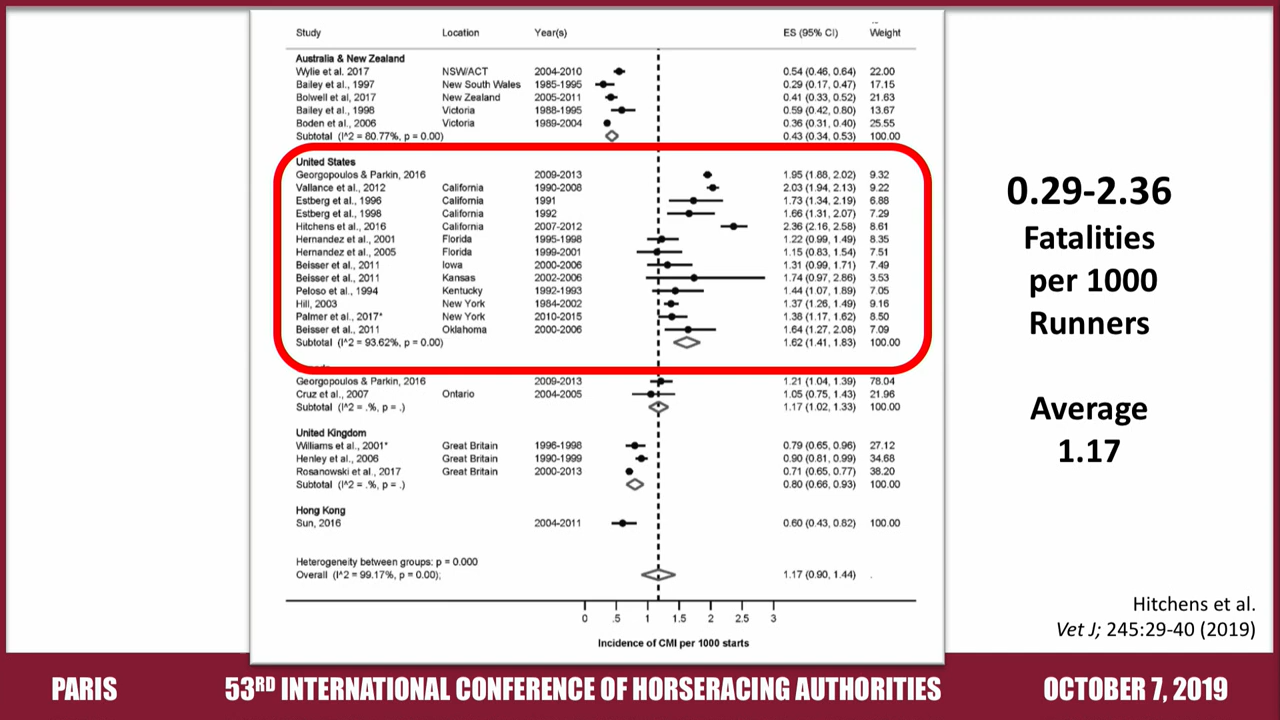 Study Location Year(s) ES (95% CI) Weight
Australia & New Zealand
Wylie et al. 2017 NSW/ACT 2004-2010 0.54 (0.46, 0.64) 22.00
Bailey et al., 1997 New South Wales 1985-1995 0.29 (0.17, 0.47) 17.15
Bolwell et al, 2017 New Zealand 2005-2011 0.41 (0.33, 0.52) 21.63
Bailey et al., 1998 Victoria 1988-1995 0.59 (0.42, 0.80) 13.67
Boden et al., 2006 Victoria 1989-2004 0.36 (0.31, 0.40) 25.55
Subtotal (I^2 = 80.77%, p = 0.00) 0.43 (0.34, 0.53) 100.00
United States
Georgopoulos & Parkin, 2016 2009-2013 1.95 (1.88, 2.02) 9.32
Vallance et al., 2012 California 1990-2008 2.03 (1.94, 2.13) 9.22
Estberg et al., 1996 California 1991 1.73 (1.34, 2.19) 6.88
Estberg et al., 1998 California 1992 1.66 (1.31, 2.07) 7.29
Hitchens et al., 2016 California 2007-2012 2.36 (2.16, 2.58) 8.61
Hernandez et al., 2001 Florida 1995-1998 1.22 (0.99, 1.49) 8.35
Hernandez et al., 2005 Florida 1999-2001 1.15 (0.83, 1.54) 7.51
Beisser et al., 2011 Iowa 2000-2006 1.31 (0.99, 1.71) 7.49
Beisser et al., 2011 Kansas 2002-2006 1.74 (0.97, 2.86) 3.53
Peloso et al., 1994 Kentucky 1992-1993 1.44 (1.07, 1.89) 7.05
Hill, 2003 New York 1984-2002 1.37 (1.26, 1.49) 9.16
Palmer et al., 2017* New York 2010-2015 1.38 (1.17, 1.62) 8.50
Beisser et al., 2011 Oklahoma 2000-2006 1.64 (1.27, 2.08) 7.09
Subtotal (I^2 = 93.62%, p = 0.00) 1.62 (1.41, 1.83) 100.00
Georgopoulos & Parkin, 2016 2009-2013 1.21 (1.04, 1.39) 78.04
Cruz et al., 2007 Ontario 2004-2005 1.05 (0.75, 1.43) 21.96
Subtotal (I^2 = .%, p = .) 1.17 (1.02, 1.33) 100.00
United Kingdom
Williams et al., 2001* Great Britain 1996-1998 0.79 (0.65, 0.96) 27.12
Henley et al., 2006 Great Britain 1990-1999 0.90 (0.81, 0.99) 34.68
Rosanowski et al., 2017 Great Britain 2000-2013 0.71 (0.65, 0.77) 38.20
Subtotal (I^2 = .%, p = .) 0.80 (0.66, 0.93) 100.00
Hong Kong
Sun, 2016 2004-2011 0.60 (0.43, 0.82) 100.00
Heterogeneity between groups: p = 0.000
Overall (I^2 = 99.17%, p = 0.00); 1.17 (0.90, 1.44) .
0 .5 1 1.5 2 2.5 3
Incidence of CMI per 1000 starts
0.29-2.36
Fatalities
per 1000
Runners
Average
1.17
Hitchens et al.
Vet J; 245:29-40 (2019)
PARIS 53RD INTERNATIONAL CONFERENCE OF HORSERACING AUTHORITIES OCTOBER 7, 2019